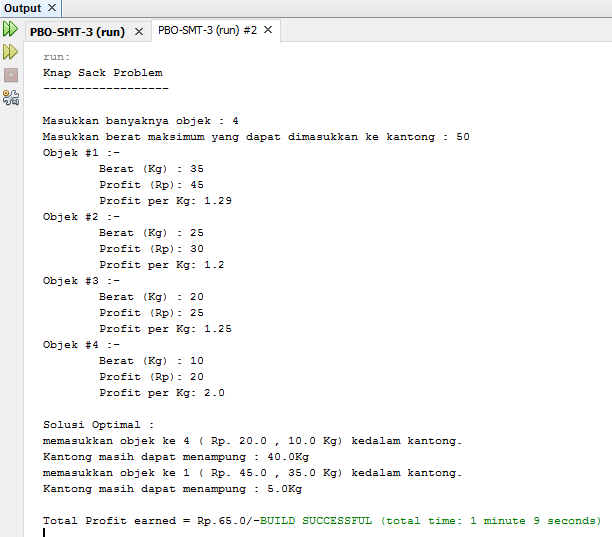 Output ×
PBO-SMT-3 (run) × PBO-SMT-3 (run) #2 ×
run:
Knap Sack Problem
------------------
Masukkan banyaknya objek : 4
Masukkan berat maksimum yang dapat dimasukkan ke kantong : 50
Objek #1 :-
Berat (Kg) : 35
Profit (Rp): 45
Profit per Kg: 1.29
Objek #2 :-
Berat (Kg) : 25
Profit (Rp): 30
Profit per Kg: 1.2
Objek #3 :-
Berat (Kg) : 20
Profit (Rp): 25
Profit per Kg: 1.25
Objek #4 :-
Berat (Kg) : 10
Profit (Rp): 20
Profit per Kg: 2.0
Solusi Optimal :
memasukkan objek ke 4 ( Rp. 20.0 , 10.0 Kg) kedalam kantong.
Kantong masih dapat menampung : 40.0Kg
memasukkan objek ke 1 ( Rp. 45.0 , 35.0 Kg) kedalam kantong.
Kantong masih dapat menampung : 5.0Kg
Total Profit earned = Rp.65.0/-BUILD SUCCESSFUL (total time: 1 minute 9 seconds)